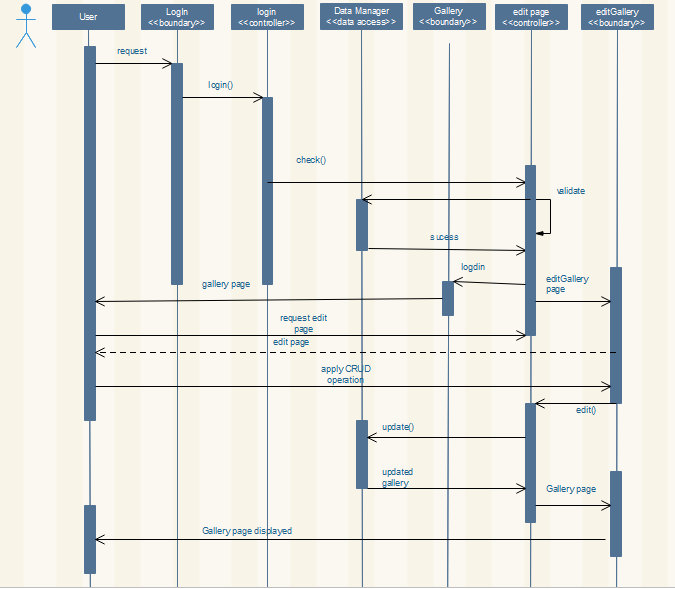 User
LogIn
<<boundary>>
login
<<controller>>
Data Manager
<<data access>>
Gallery
<<boundary>>
edit page
<<controller>>
editGallery
<<boundary>>
request
login()
check()
validate
sucess
logdin
editGallery
page
gallery page
request edit
page
edit page
apply CRUD
operation
edit()
update()
updated
gallery
Gallery page
Gallery page displayed